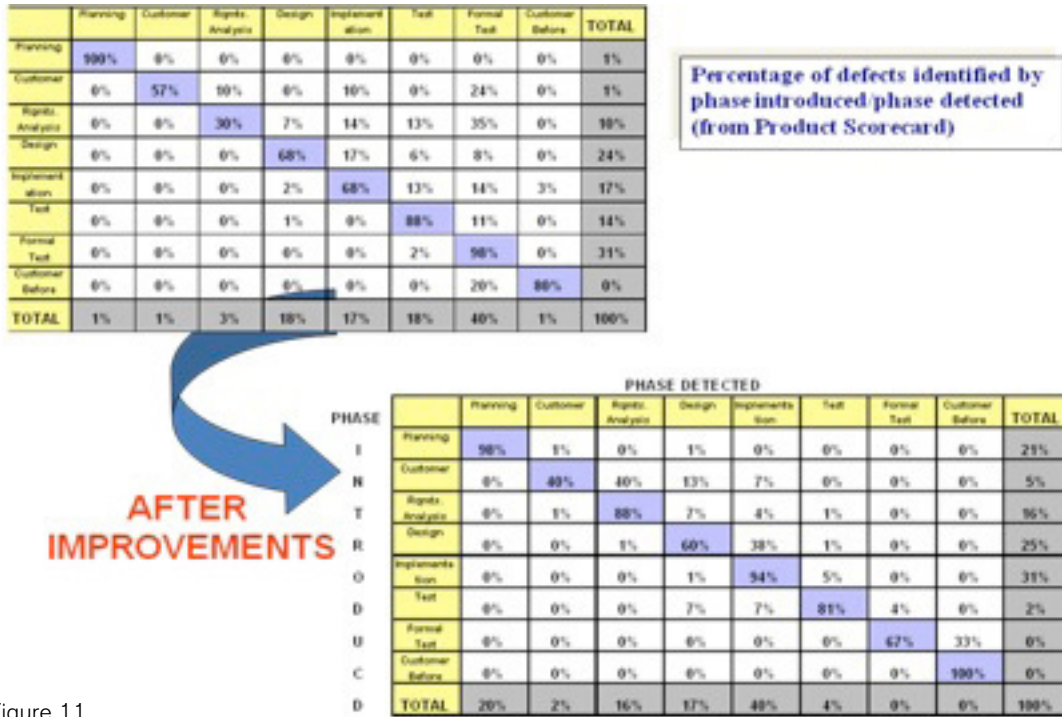 Planning Customer Rqmts. Analysis Design Implement ation Test Formal Test Customer Before TOTAL
Planning 100% 0% 0% 0% 0% 0% 0% 0% 1%
Customer 0% 57% 10% 0% 10% 0% 24% 0% 1%
Rqmts. Analysis 0% 0% 30% 7% 14% 13% 35% 0% 10%
Design 0% 0% 0% 68% 17% 6% 8% 0% 24%
Implement ation 0% 0% 0% 2% 68% 13% 14% 3% 17%
Test 0% 0% 0% 1% 0% 88% 11% 0% 14%
Formal Test 0% 0% 0% 0% 0% 2% 98% 0% 31%
Customer Before 0% 0% 0% 0% 0% 0% 20% 80% 0%
TOTAL 1% 1% 3% 18% 17% 18% 40% 1% 100%
Percentage of defects identified by
phase introduced/phase detected
(from Product Scorecard)
AFTER
IMPROVEMENTS
PHASE DETECTED
PHASE
I
N
T
R
O
D
U
C
D
Planning Customer Rqmts. Analysis Design Implementa tion Test Formal Test Customer Before TOTAL
Planning 98% 1% 0% 1% 0% 0% 0% 0% 21%
Customer 0% 40% 40% 13% 7% 0% 0% 0% 5%
Rqmts. Analysis 0% 1% 88% 7% 4% 1% 0% 0% 16%
Design 0% 0% 1% 60% 38% 1% 0% 0% 25%
Implementa tion 0% 0% 0% 1% 94% 5% 0% 0% 31%
Test 0% 0% 0% 7% 7% 81% 4% 0% 2%
Formal Test 0% 0% 0% 0% 0% 0% 67% 33% 0%
Customer Before 0% 0% 0% 0% 0% 0% 0% 100% 0%
TOTAL 20% 2% 16% 17% 40% 4% 0% 0% 100%
igure 11